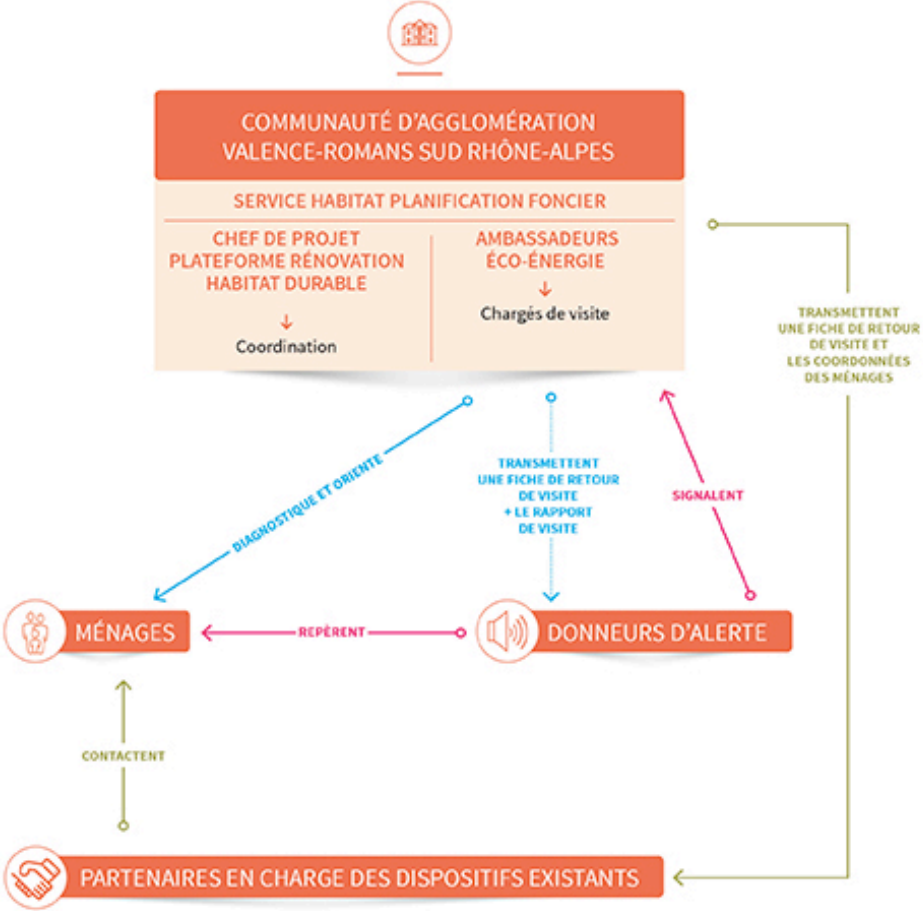 COMMUNAUTÉ D'AGGLOMÉRATION
VALENCE-ROMANS SUD RHÔNE-ALPES
SERVICE HABITAT PLANIFICATION FONCIER
CHEF DE PROJET
PLATEFORME RÉNOVATION
HABITAT DURABLE
Coordination
AMBASSADEURS
ÉCO-ÉNERGIE
Chargés de visite
TRANSMETTENT
UNE FICHE DE RETOUR
DE VISITE ET
LES COORDONNÉES
DES MÉNAGES
DIAGNOSTIQUE ET ORIENTE
TRANSMETTENT
UNE FICHE DE RETOUR
DE VISITE
+ LE RAPPORT
DE VISITE
SIGNALENT
MÉNAGES
REPÈRENT
DONNEURS D'ALERTE
CONTACTENT
PARTENAIRES EN CHARGE DES DISPOSITIFS EXISTANTS